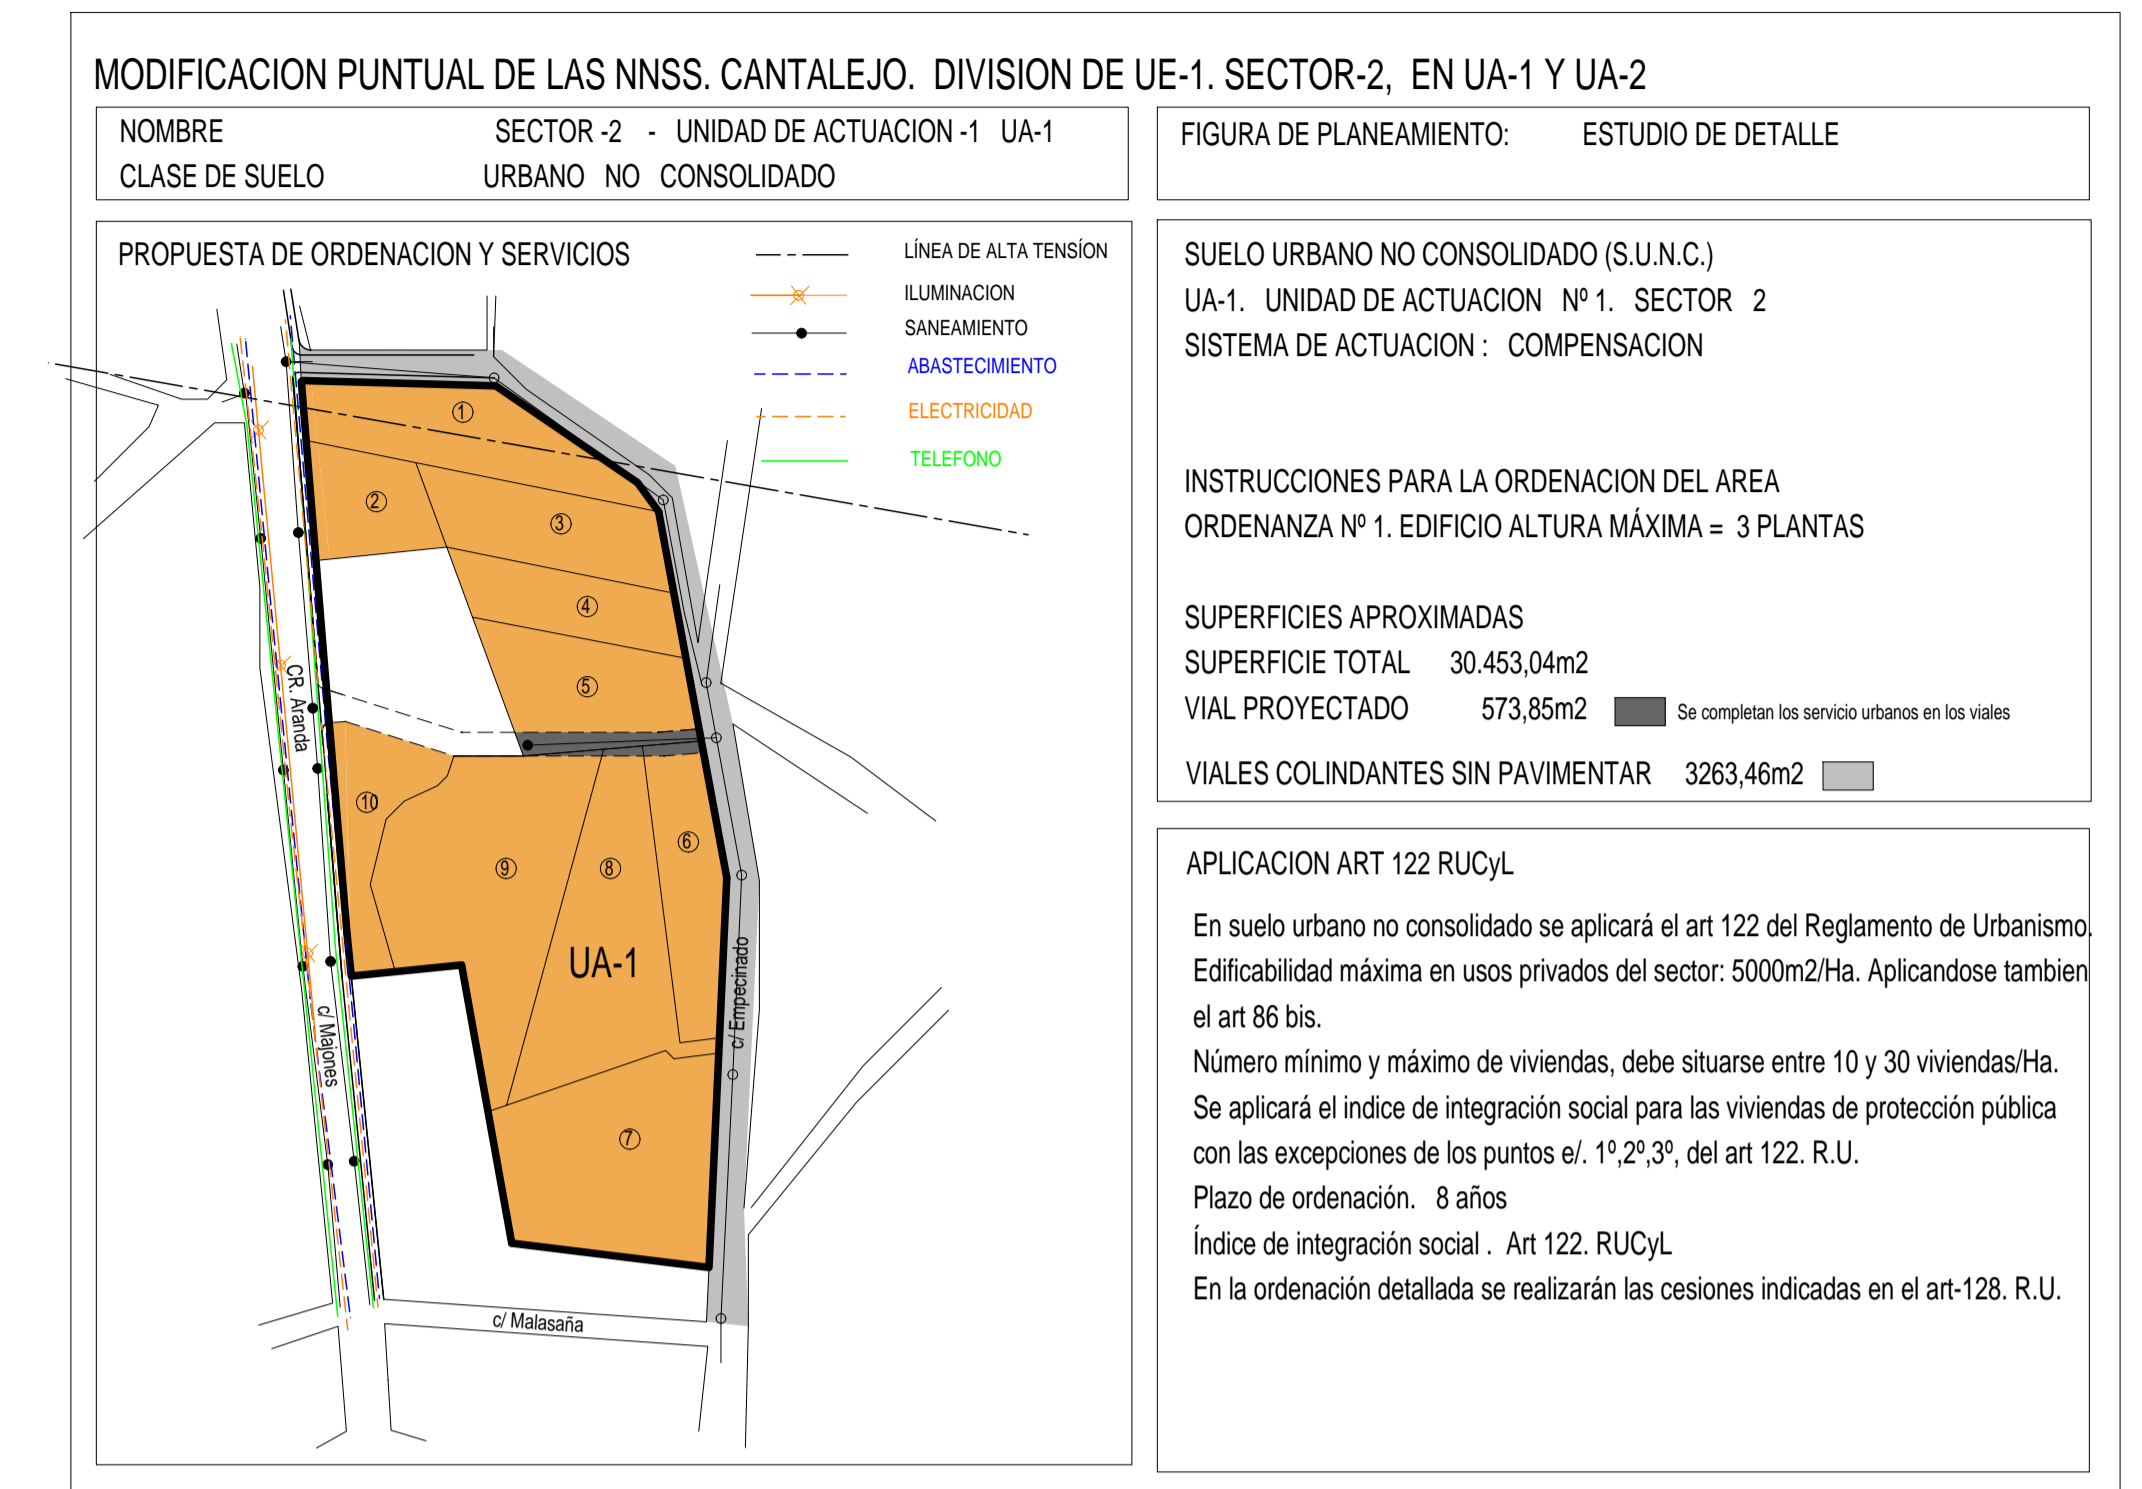 MODIFICACION PUNTUAL DE LAS NNSS. CANTALEJO. DIVISION DE UE-1. SECTOR-2, EN UA-1 Y UA-2
NOMBRE SECTOR -2 - UNIDAD DE ACTUACION -1 UA-1
CLASE DE SUELO URBANO NO CONSOLIDADO
FIGURA DE PLANEAMIENTO: ESTUDIO DE DETALLE
PROPUESTA DE ORDENACION Y SERVICIOS
LÍNEA DE ALTA TENSÍON
ILUMINACION
SANEAMIENTO
ABASTECIMIENTO
ELECTRICIDAD
TELEFONO
1
2
3
4
5
CR. Aranda
10
6
9
8
UA-1
c/ Empecinado
c/ Majones
7
c/ Malasaña
SUELO URBANO NO CONSOLIDADO (S.U.N.C.)
UA-1. UNIDAD DE ACTUACION Nº 1. SECTOR 2
SISTEMA DE ACTUACION : COMPENSACION
INSTRUCCIONES PARA LA ORDENACION DEL AREA
ORDENANZA Nº 1. EDIFICIO ALTURA MÁXIMA = 3 PLANTAS
SUPERFICIES APROXIMADAS
SUPERFICIE TOTAL 30.453,04m2
VIAL PROYECTADO 573,85m2 Se completan los servicio urbanos en los viales
VIALES COLINDANTES SIN PAVIMENTAR 3263,46m2
APLICACION ART 122 RUCyL
En suelo urbano no consolidado se aplicará el art 122 del Reglamento de Urbanismo.
Edificabilidad máxima en usos privados del sector: 5000m2/Ha. Aplicandose tambien
el art 86 bis.
Número mínimo y máximo de viviendas, debe situarse entre 10 y 30 viviendas/Ha.
Se aplicará el indice de integración social para las viviendas de protección pública
con las excepciones de los puntos e/. 1º,2º,3º, del art 122. R.U.
Plazo de ordenación. 8 años
Índice de integración social . Art 122. RUCyL
En la ordenación detallada se realizarán las cesiones indicadas en el art-128. R.U.